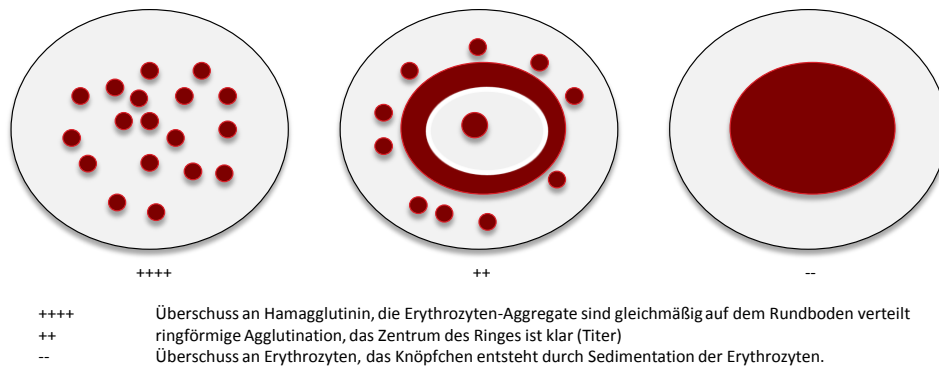 ++++ ++ --
++++ Überschuss an Hamagglutinin, die Erythrozyten-Aggregate sind gleichmäßig auf dem Rundboden verteilt
++ ringförmige Agglutination, das Zentrum des Ringes ist klar (Titer)
-- Überschuss an Erythrozyten, das Knöpfchen entsteht durch Sedimentation der Erythrozyten.